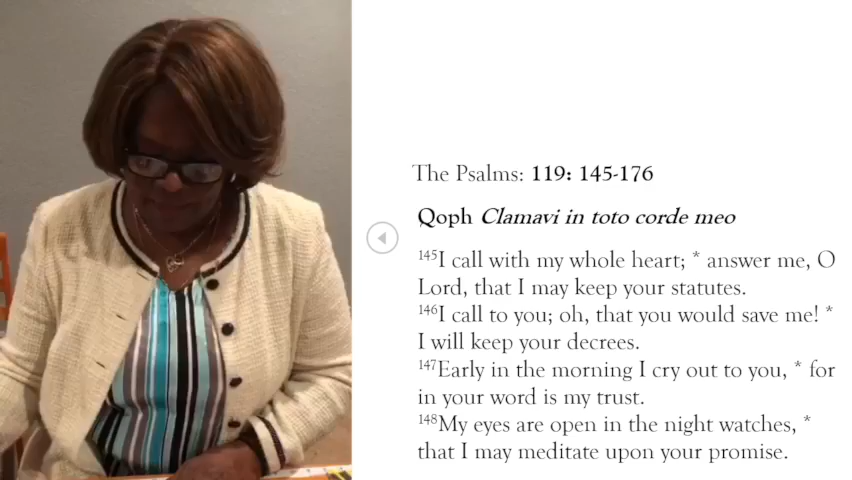 The Psalms: 119: 145-176
Qoph Clamavi in toto corde meo
145I call with my whole heart; * answer me, O
Lord, that I may keep your statutes.
146I call to you; oh, that you would save me! *
I will keep your decrees.
147Early in the morning I cry out to you, * for
in your word is my trust.
148My eyes are open in the night watches, *
that I may meditate upon your promise.